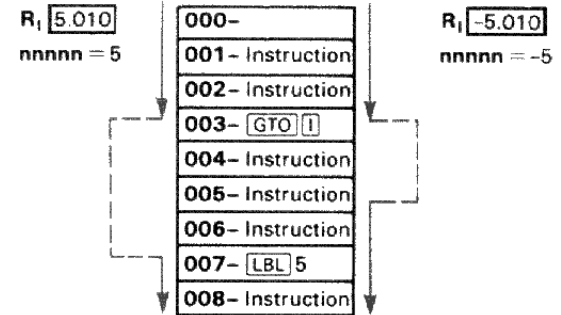 R_I 5.010
nnnnn = 5
000–
001– Instruction
002– Instruction
003– GTO I
004– Instruction
005– Instruction
006– Instruction
007– LBL 5
008– Instruction
R_I -5.010
nnnnn = -5